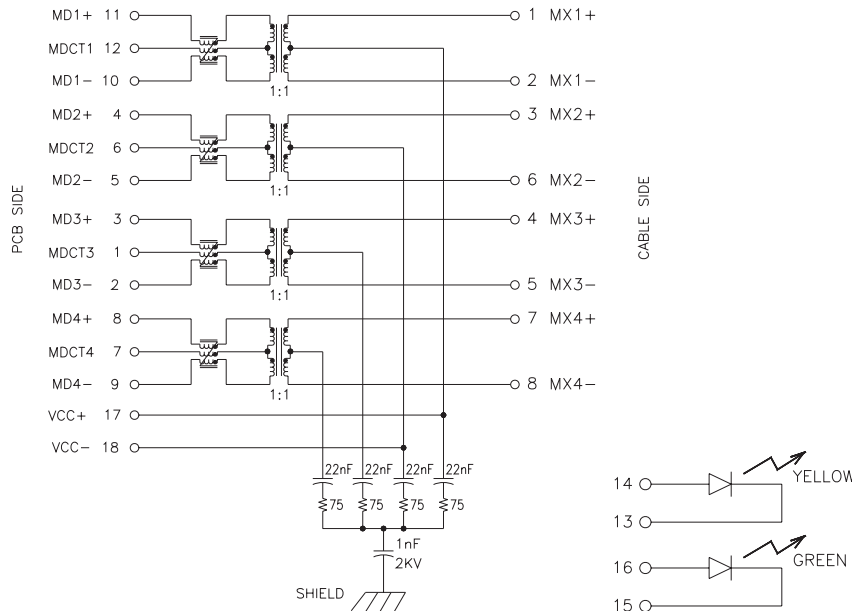 MD1+ 11
1 MX1+
MDCT1 12
MD1- 10
2 MX1-
1:1
MD2+ 4
3 MX2+
MDCT2 6
MD2- 5
6 MX2-
1:1
PCB SIDE
CABLE SIDE
MD3+ 3
4 MX3+
MDCT3 1
MD3- 2
5 MX3-
1:1
MD4+ 8
7 MX4+
MDCT4 7
MD4- 9
8 MX4-
1:1
VCC+ 17
VCC- 18
22nF 22nF 22nF 22nF
75 75 75 75
1nF
2KV
SHIELD
14
YELLOW
13
16
GREEN
15